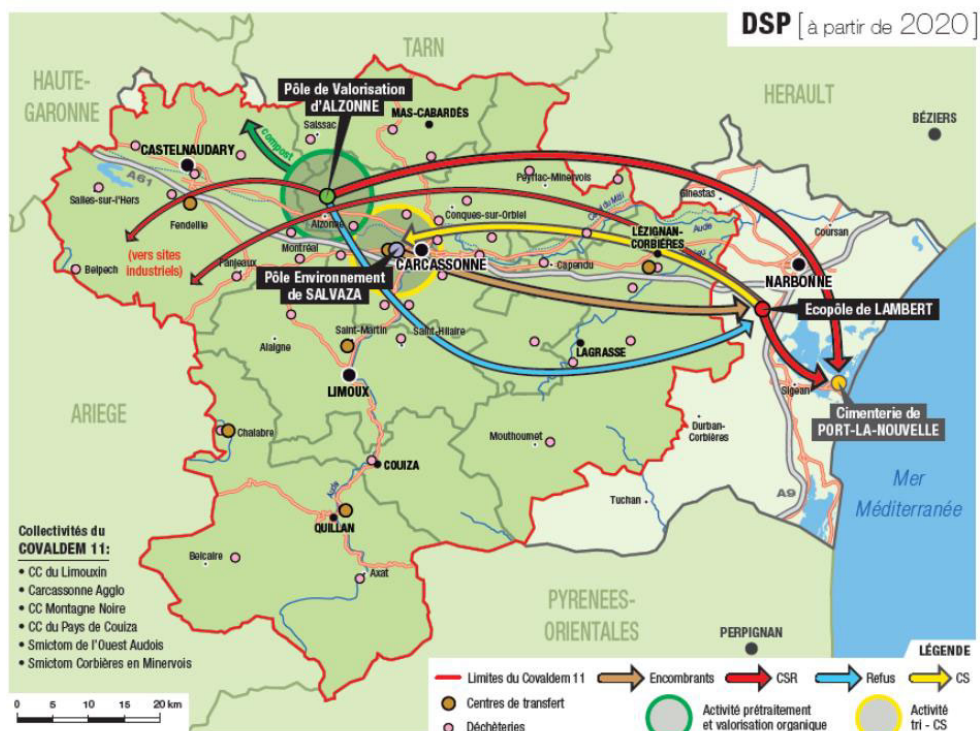 DSP [à partir de 2020]
TARN
HAUTE-
GARONNE
HERAULT
BÉZIERS
Pôle de Valorisation
d'ALZONNE
MAS-CABARDÈS
Saissac
compost
CASTELNAUDARY
A61
Salles-sur-l'Hers
Fendeille
Alzonne
Peyriac-Minervois
Ginestas
Conques-sur-Orbiel
Canal du Midi
Aude
Coursan
LÉZIGNAN-
CORBIÈRES
(vers sites
industriels)
Montréal
Belpech
Fanjeaux
CARCASSONNE
Capendu
NARBONNE
Pôle Environnement
de SALVAZA
Ecopôle de LAMBERT
Saint-Martin
Saint-Hilaire
Alaigne
LAGRASSE
LIMOUX
Sigean
Cimenterie de
PORT-LA-NOUVELLE
ARIEGE
Chalabre
Mouthoumet
Durban-
Corbières
COUIZA
Aude
Tuchan
A9
Mer
Méditerranée
QUILLAN
Belcaire
Axat
PYRENEES-
ORIENTALES
PERPIGNAN
Collectivités du
COVALDEM 11:
• CC du Limouxin
• Carcassonne Agglo
• CC Montagne Noire
• CC du Pays de Couiza
• Smictom de l'Ouest Audois
• Smictom Corbières en Minervois
0 5 10 15 20 km
LÉGENDE
Limites du Covaldem 11
Encombrants
CSR
Refus
CS
Centres de transfert
Déchèteries
Activité prétraitement
et valorisation organique
Activité
tri - CS